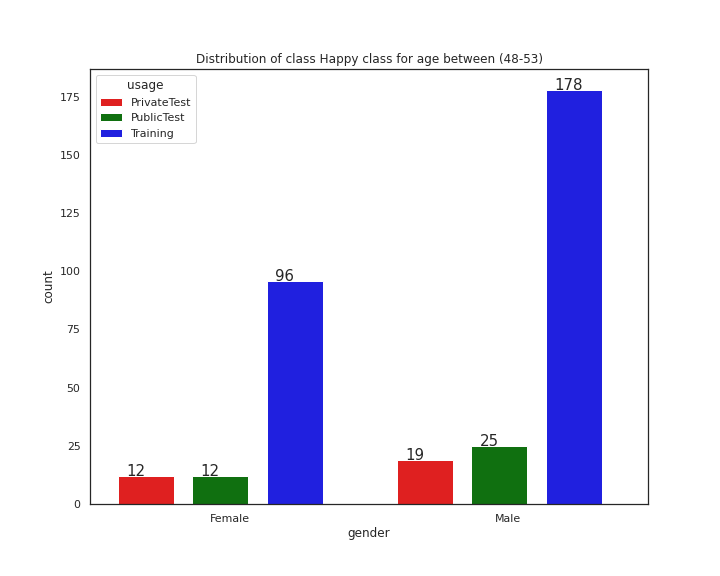 Distribution of class Happy class for age between (48-53)
usage
PrivateTest
PublicTest
Training
count
175
150
125
100
75
50
25
0
12
12
96
19
25
178
Female
Male
gender